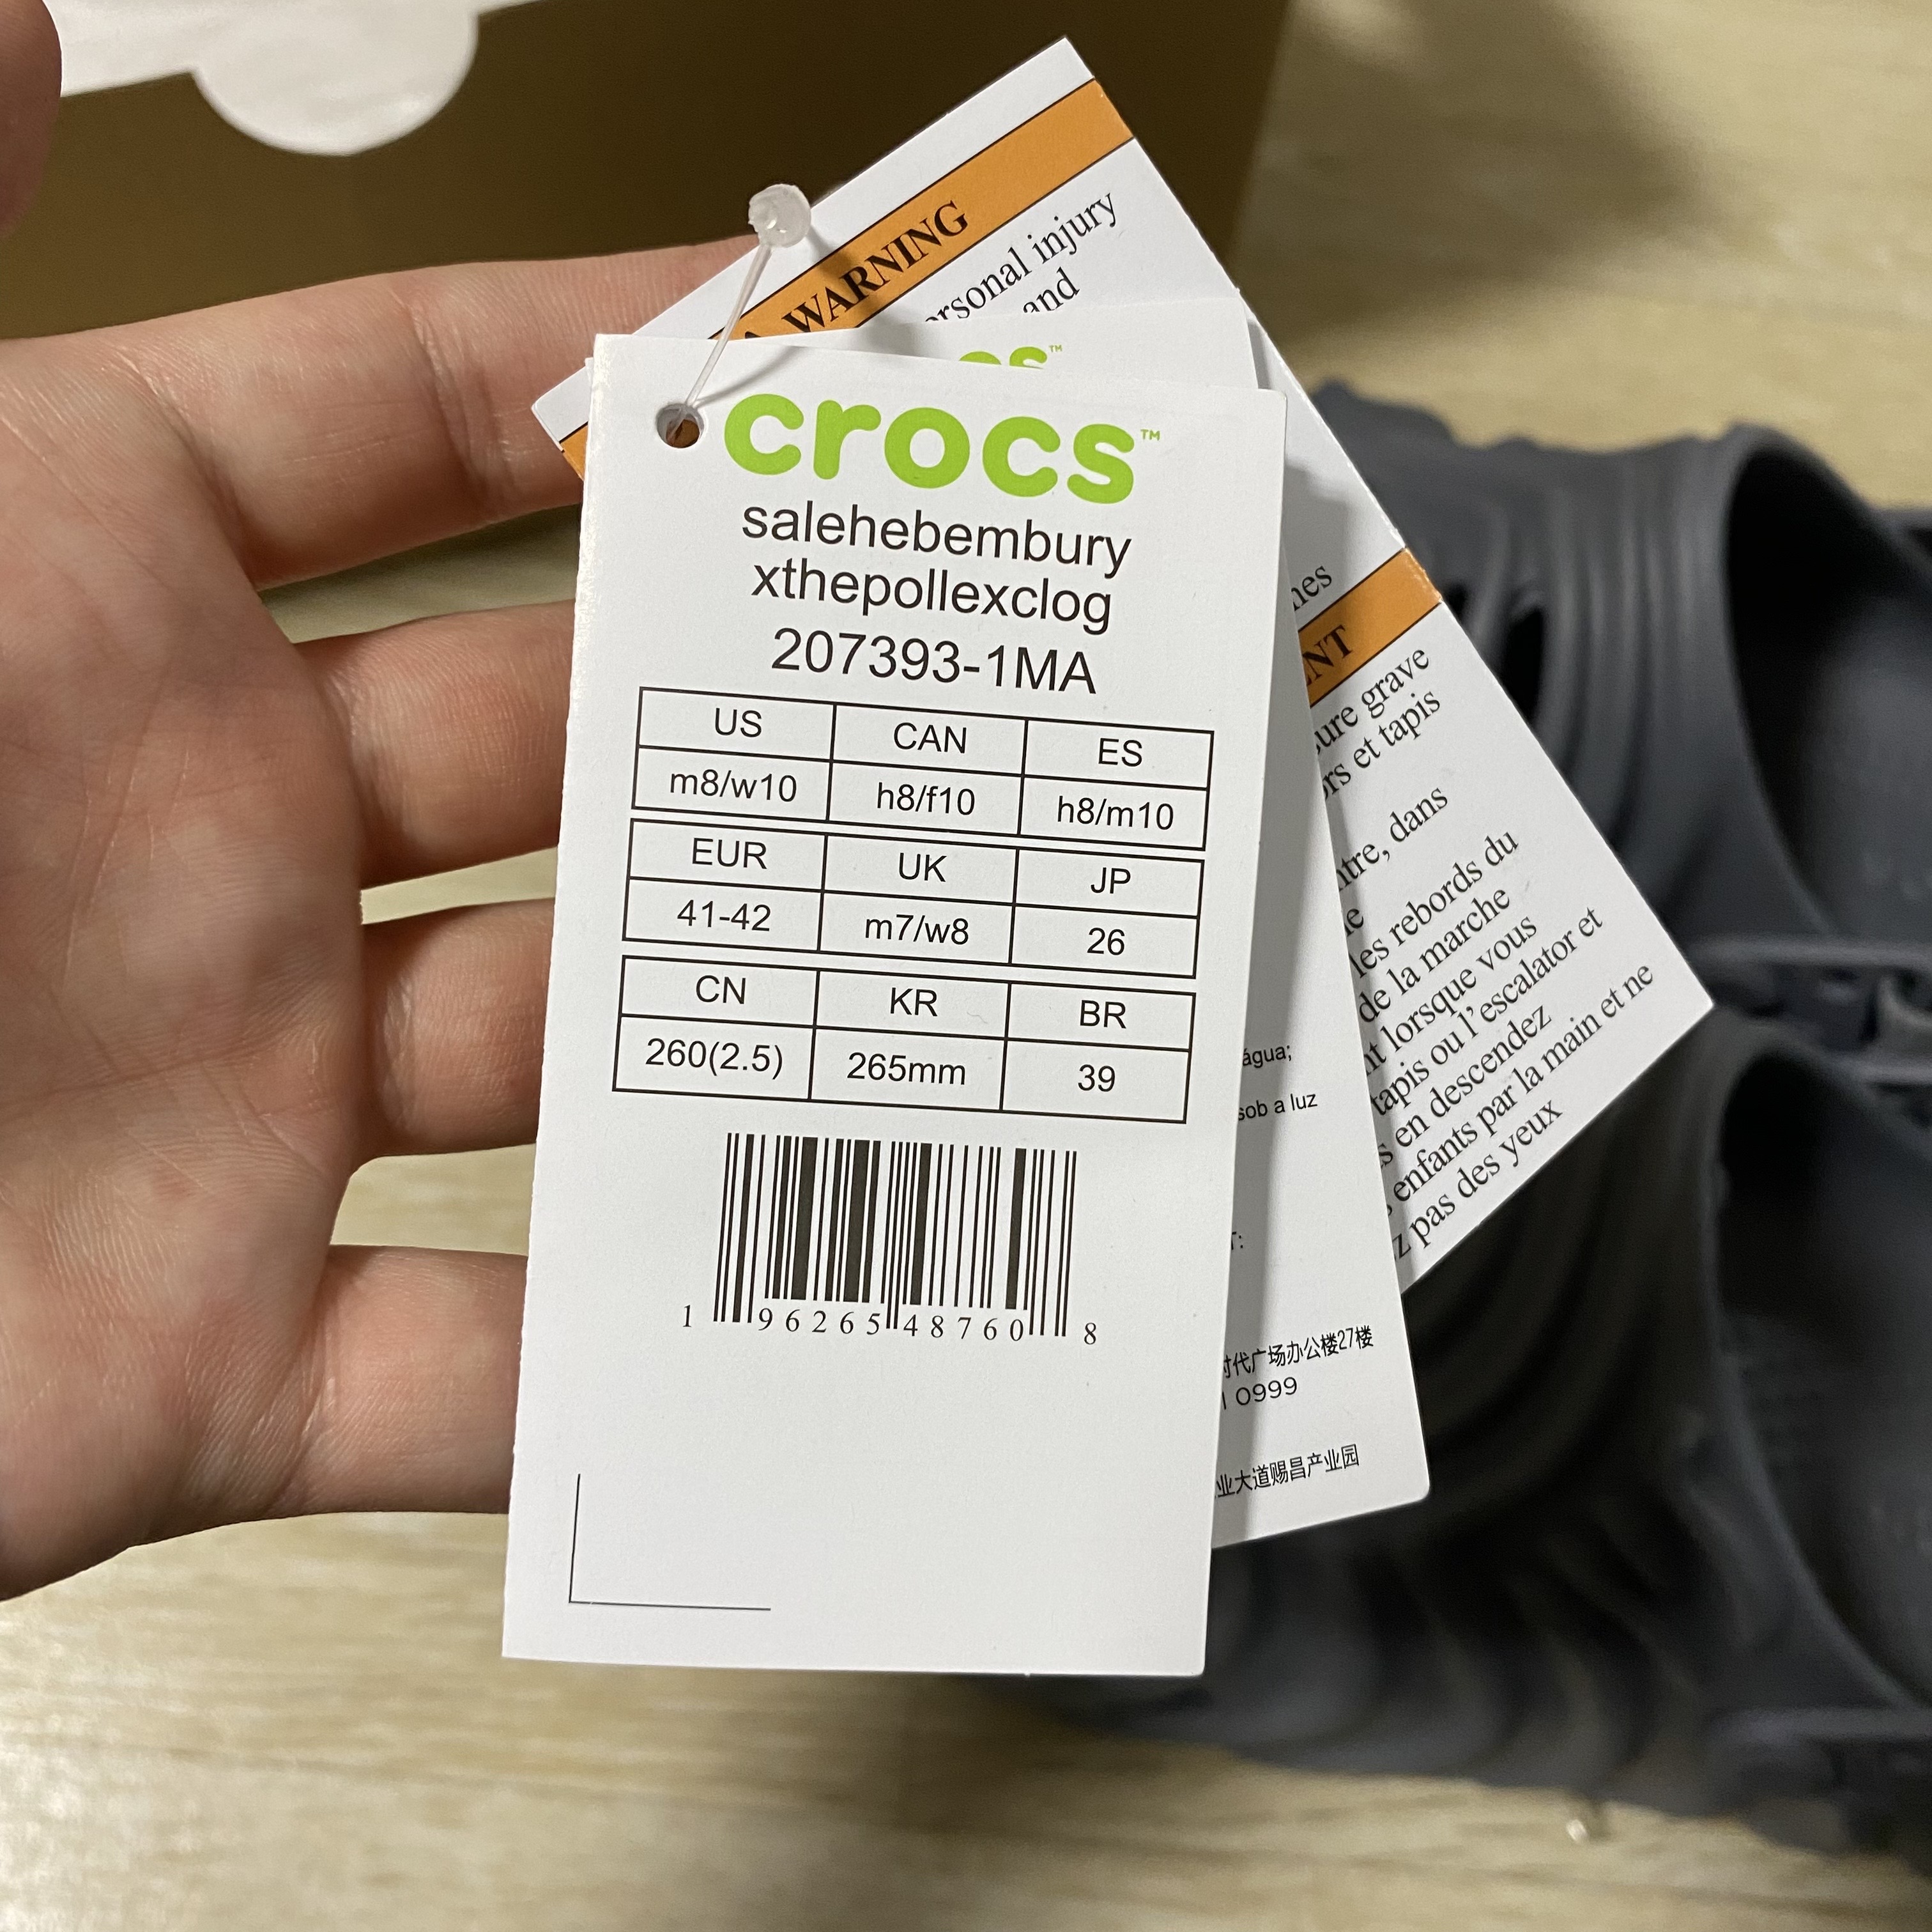 WARNING
personal injury
and
crocs™
salehebembury
xthepollexclog
207393-1MA
US CAN ES
m8/w10 h8/f10 h8/m10
EUR UK JP
41-42 m7/w8 26
CN KR BR
260(2.5) 265mm 39
1 96265 48760 8
grave
et tapis
dans
les rebords du
de la marche
lorsque vous
tapis ou l'escalator et
en descendez
enfants par la main et ne
pas des yeux
água;
sob a luz
时代广场办公楼27楼
0999
业大道赐昌产业园